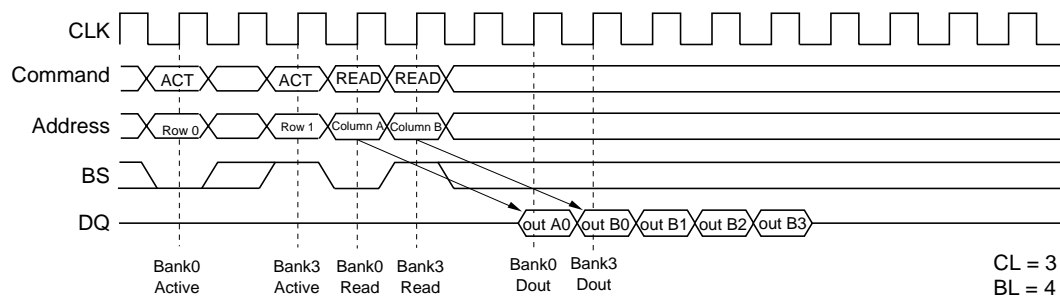 CLK
Command ACT ACT READ READ
Address Row 0 Row 1 Column A Column B
BS
DQ out A0 out B0 out B1 out B2 out B3
Bank0 Active
Bank3 Active
Bank0 Read
Bank3 Read
Bank0 Dout
Bank3 Dout
CL = 3
BL = 4